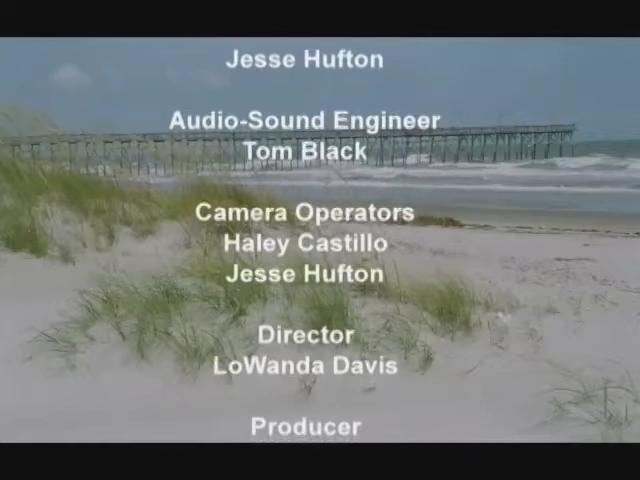 Jesse Hufton
Audio-Sound Engineer
Tom Black
Camera Operators
Haley Castillo
Jesse Hufton
Director
LoWanda Davis
Producer